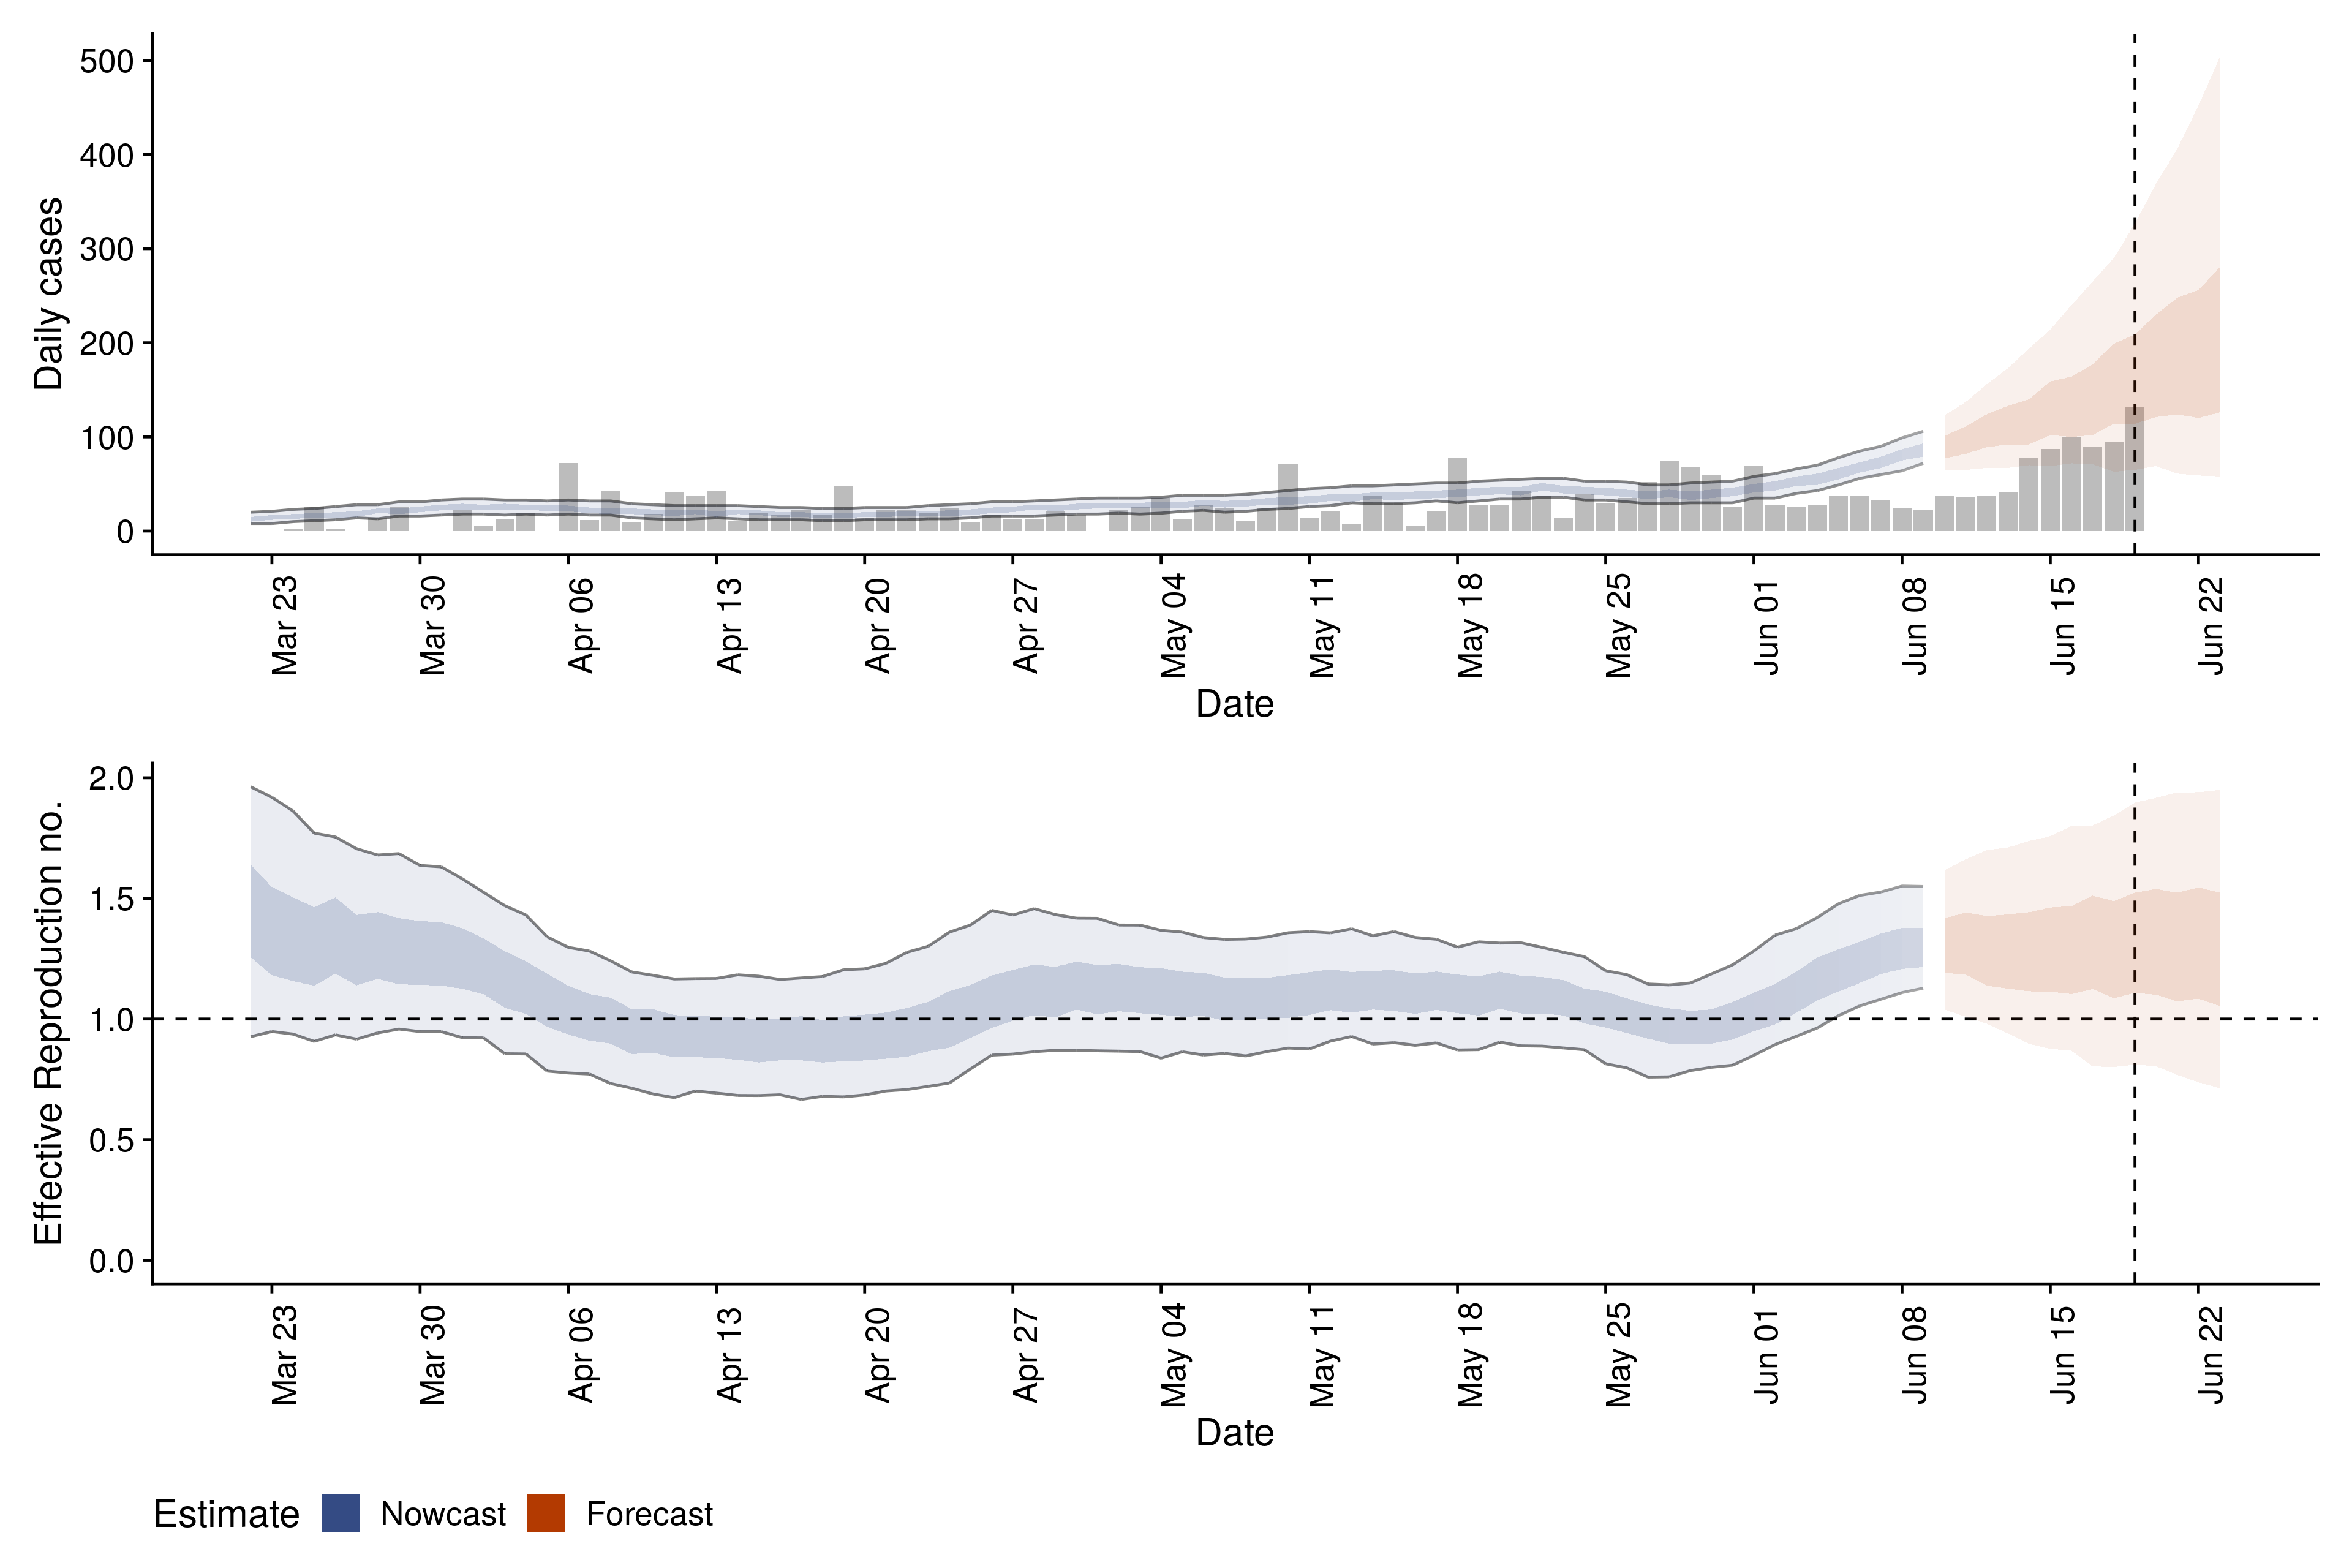 500
400
300
200
100
0
Daily cases
Mar 23
Mar 30
Apr 06
Apr 13
Apr 20
Apr 27
May 04
May 11
May 18
May 25
Jun 01
Jun 08
Jun 15
Jun 22
Date
2.0
1.5
1.0
0.5
0.0
Effective Reproduction no.
Mar 23
Mar 30
Apr 06
Apr 13
Apr 20
Apr 27
May 04
May 11
May 18
May 25
Jun 01
Jun 08
Jun 15
Jun 22
Date
Estimate Nowcast Forecast